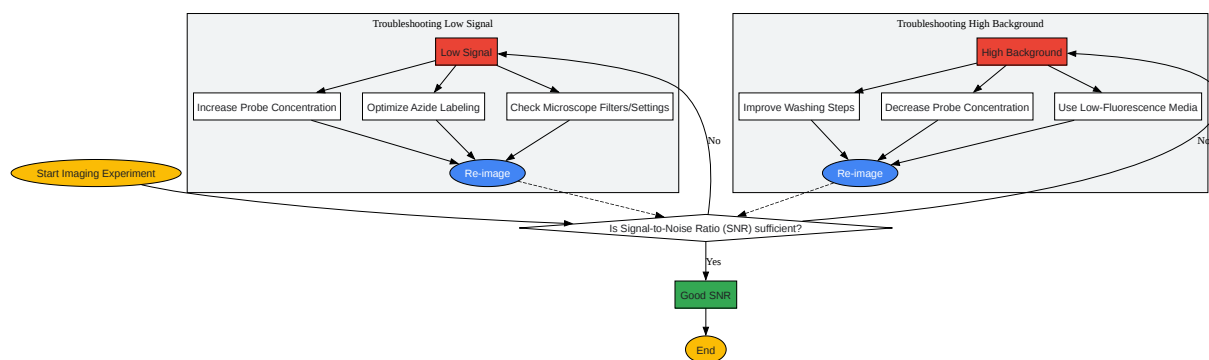 Troubleshooting Low Signal
Troubleshooting High Background
Low Signal
High Background
Increase Probe Concentration
Optimize Azide Labeling
Check Microscope Filters/Settings
Improve Washing Steps
Decrease Probe Concentration
Use Low-Fluorescence Media
No
No
Start Imaging Experiment
Re-image
Re-image
Is Signal-to-Noise Ratio (SNR) sufficient?
Yes
Good SNR
End